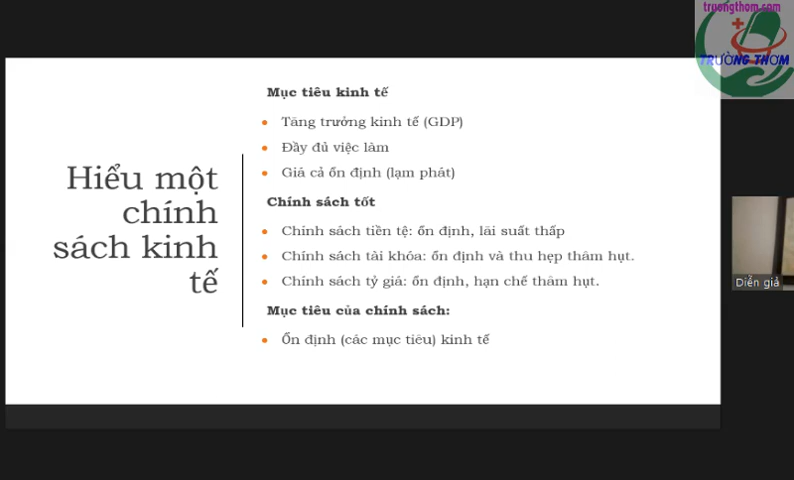 truongthom.com
TRƯỜNG THƠM
Hiểu một
chính
sách kinh
tế
Mục tiêu kinh tế
Tăng trưởng kinh tế (GDP)
Đầy đủ việc làm
Giá cả ổn định (lạm phát)
Chính sách tốt
Chính sách tiền tệ: ổn định, lãi suất thấp
Chính sách tài khóa: ổn định và thu hẹp thâm hụt.
Chính sách tỷ giá: ổn định, hạn chế thâm hụt.
Mục tiêu của chính sách:
Ổn định (các mục tiêu) kinh tế
Diễn giả